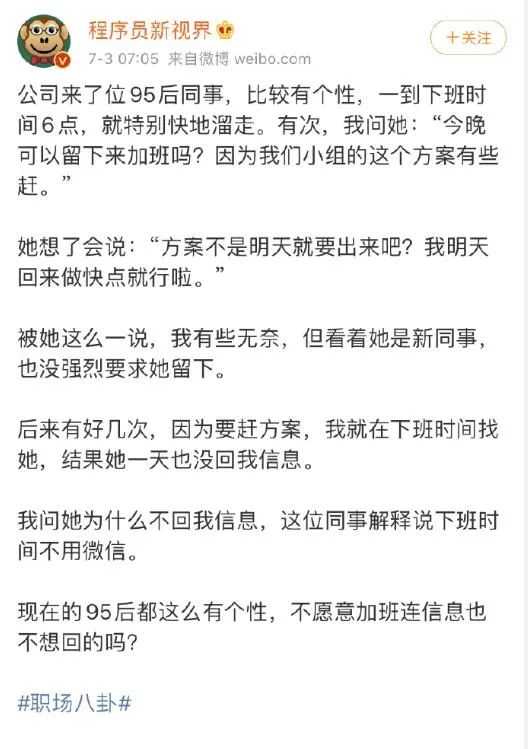 程序员新视界
7-3 07:05 来自微博 weibo.com
+关注
公司来了位95后同事，比较有个性，一到下班时
间6点，就特别快地溜走。有次，我问她：“今晚
可以留下来加班吗？因为我们小组的这个方案有些
赶。”
她想了会说：“方案不是明天就要出来吧？我明天
回来做快点就行啦。”
被她这么一说，我有些无奈，但看着她是新同事，
也没强烈要求她留下。
后来有好几次，因为要赶方案，我就在下班时间找
她，结果她一天也没回我信息。
我问她为什么不回我信息，这位同事解释说下班时
间不用微信。
现在的95后都这么有个性，不愿意加班连信息也
不想回的吗？
#职场八卦#